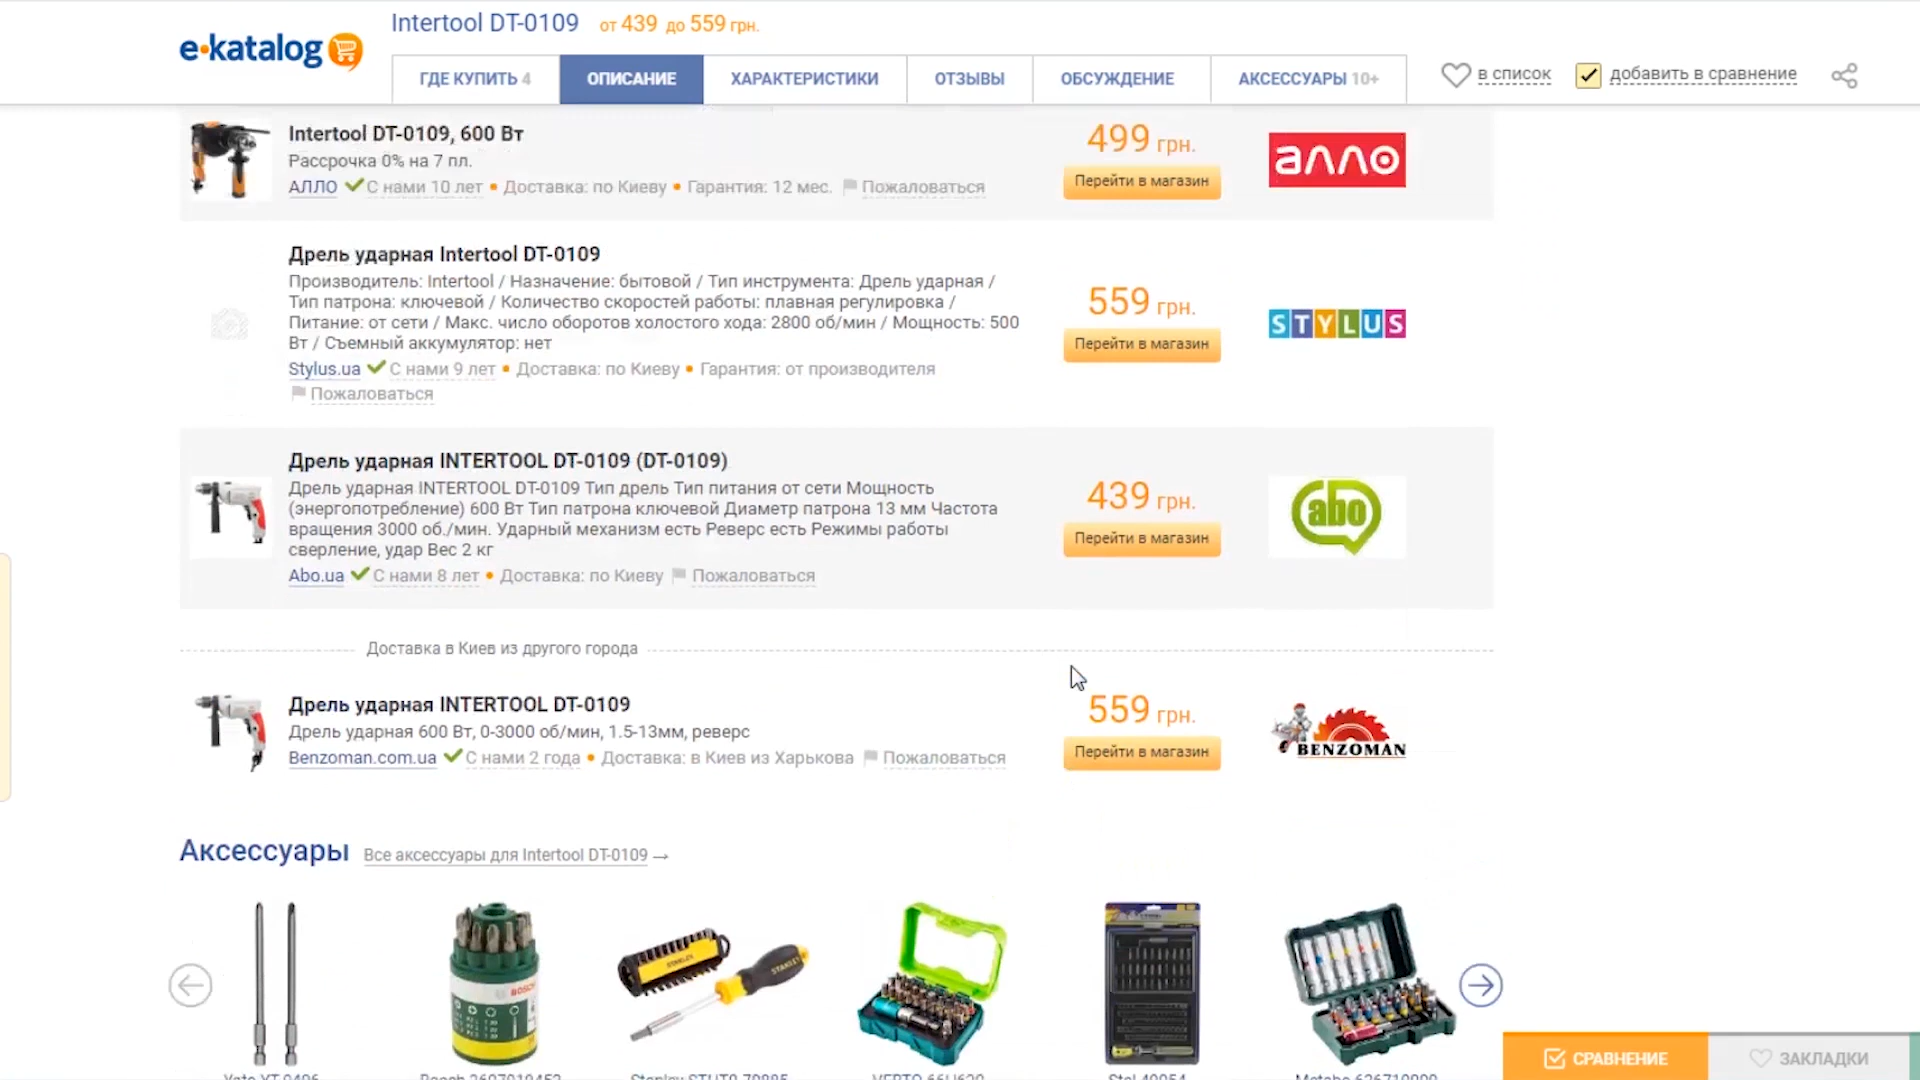 e-katalog
Intertool DT-0109 от 439 до 559 грн.
ГДЕ КУПИТЬ 4
ОПИСАНИЕ
ХАРАКТЕРИСТИКИ
ОТЗЫВЫ
ОБСУЖДЕНИЕ
АКСЕССУАРЫ 10+
в список
добавить в сравнение
Intertool DT-0109, 600 Вт
Рассрочка 0% на 7 пл.
АЛЛО С нами 10 лет • Доставка: по Киеву • Гарантия: 12 мес. Пожаловаться
499 грн.
Перейти в магазин
алло
Дрель ударная Intertool DT-0109
Производитель: Intertool / Назначение: бытовой / Тип инструмента: Дрель ударная /
Тип патрона: ключевой / Количество скоростей работы: плавная регулировка /
Питание: от сети / Макс. число оборотов холостого хода: 2800 об/мин / Мощность: 500
Вт / Съемный аккумулятор: нет
Stylus.ua С нами 9 лет • Доставка: по Киеву • Гарантия: от производителя
Пожаловаться
559 грн.
Перейти в магазин
STYLUS
Дрель ударная INTERTOOL DT-0109 (DT-0109)
Дрель ударная INTERTOOL DT-0109 Тип дрель Тип питания от сети Мощность
(энергопотребление) 600 Вт Тип патрона ключевой Диаметр патрона 13 мм Частота
вращения 3000 об./мин. Ударный механизм есть Реверс есть Режимы работы
сверление, удар Вес 2 кг
Abo.ua С нами 8 лет • Доставка: по Киеву Пожаловаться
439 грн.
Перейти в магазин
abo
Доставка в Киев из другого города
Дрель ударная INTERTOOL DT-0109
Дрель ударная 600 Вт, 0-3000 об/мин, 1.5-13мм, реверс
Benzoman.com.ua С нами 2 года • Доставка: в Киев из Харькова Пожаловаться
559 грн.
Перейти в магазин
BENZOMAN
Аксессуары Все аксессуары для Intertool DT-0109 →
BOSCH
STANLEY
STANLEY
СРАВНЕНИЕ
ЗАКЛАДКИ